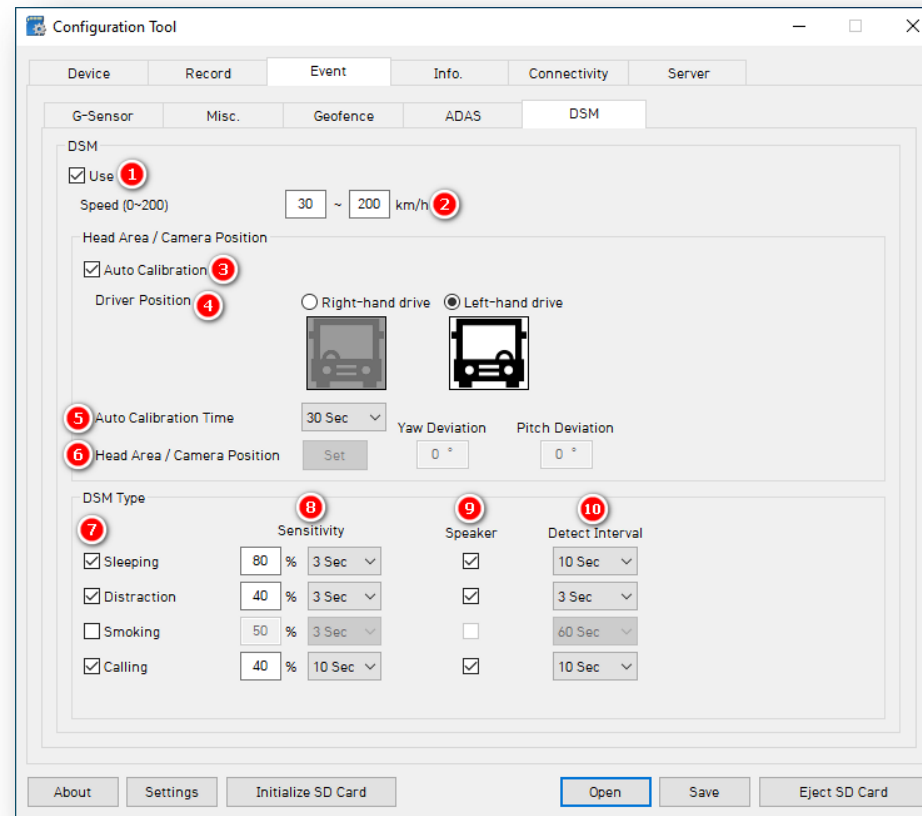 Configuration Tool
Device Record Event Info. Connectivity Server
G-Sensor Misc. Geofence ADAS DSM
DSM
Use 1
Speed (0~200) 30 ~ 200 km/h 2
Head Area / Camera Position
Auto Calibration 3
Driver Position 4 Right-hand drive Left-hand drive
5 Auto Calibration Time 30 Sec Yaw Deviation Pitch Deviation
6 Head Area / Camera Position Set 0 ° 0 °
DSM Type
7 8 9 10
Sensitivity Speaker Detect Interval
Sleeping 80 % 3 Sec 10 Sec
Distraction 40 % 3 Sec 3 Sec
Smoking 50 % 3 Sec 60 Sec
Calling 40 % 10 Sec 10 Sec
About Settings Initialize SD Card Open Save Eject SD Card